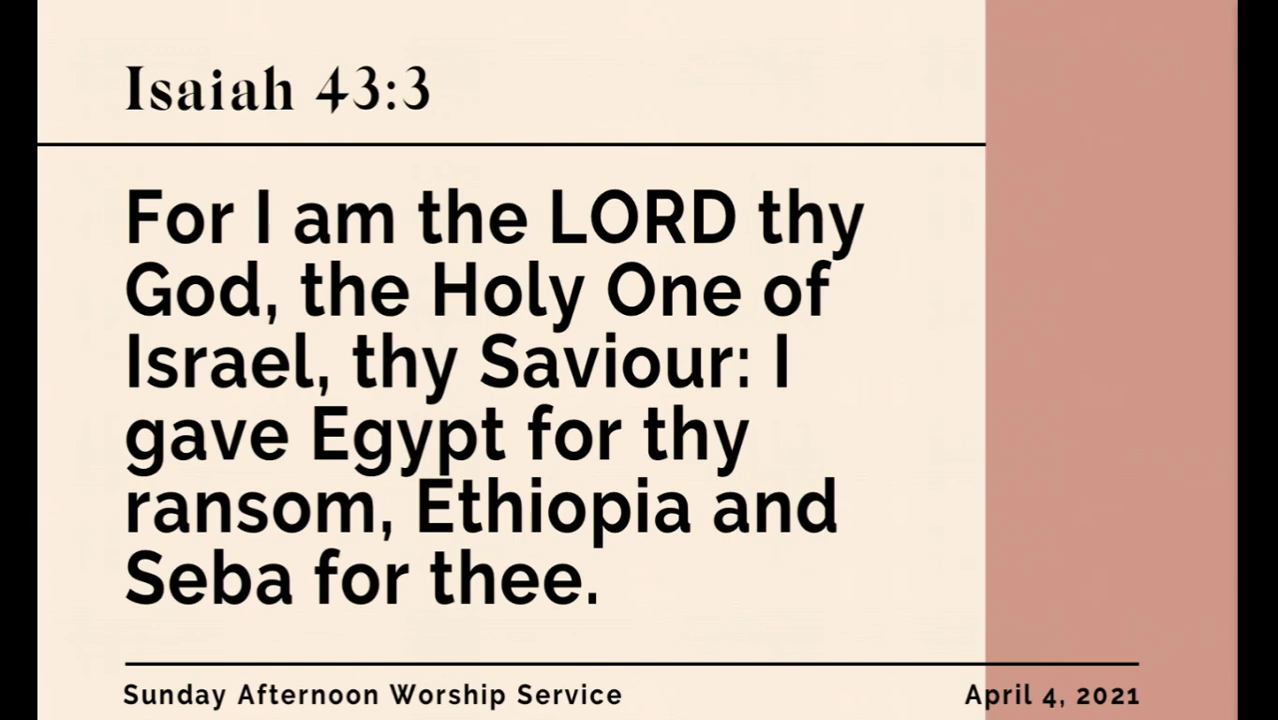 Isaiah 43:3
For I am the LORD thy
God, the Holy One of
Israel, thy Saviour: I
gave Egypt for thy
ransom, Ethiopia and
Seba for thee.
Sunday Afternoon Worship Service
April 4, 2021